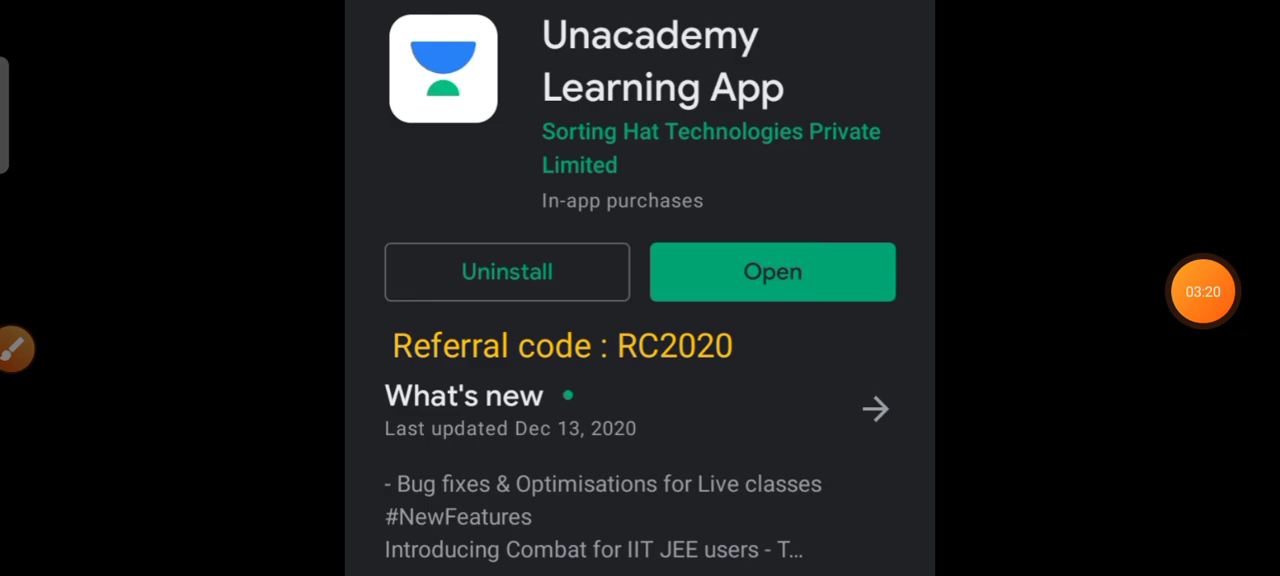 Unacademy
Learning App
Sorting Hat Technologies Private
Limited
In-app purchases
Uninstall
Open
Referral code : RC2020
What's new
Last updated Dec 13, 2020
- Bug fixes & Optimisations for Live classes
#NewFeatures
Introducing Combat for IIT JEE users - T...
03:20